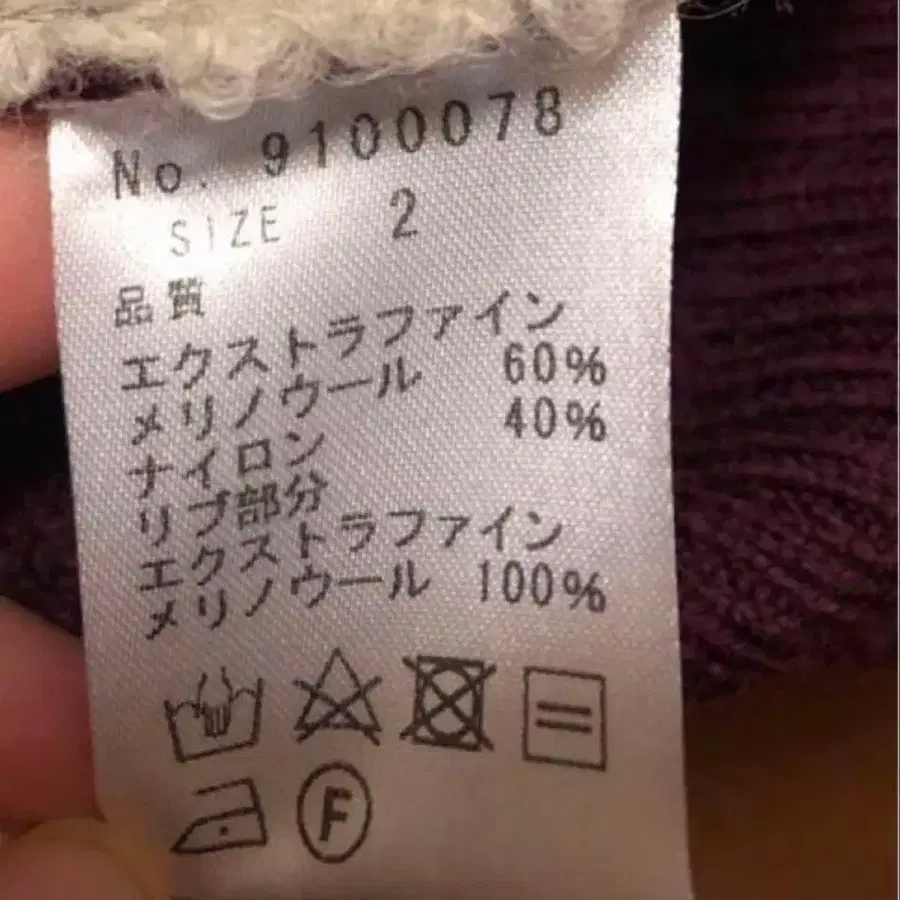 No. 9100078
SIZE 2
品質
エクストラファイン
メリノウール 60%
ナイロン 40%
リブ部分
エクストラファイン
メリノウール 100%
F